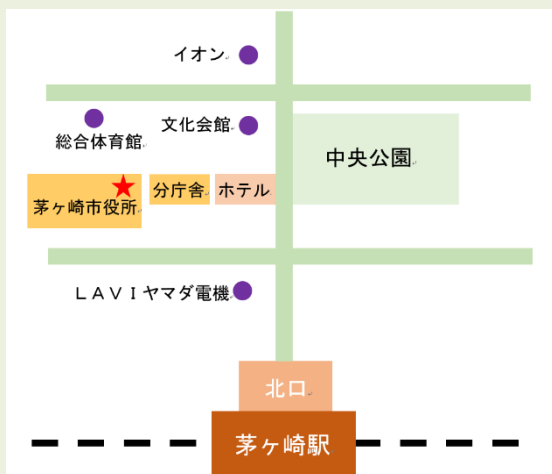 イオン
文化会館
総合体育館
中央公園
茅ヶ崎市役所
分庁舎
ホテル
ＬＡＶＩヤマダ電機
北口
茅ヶ崎駅